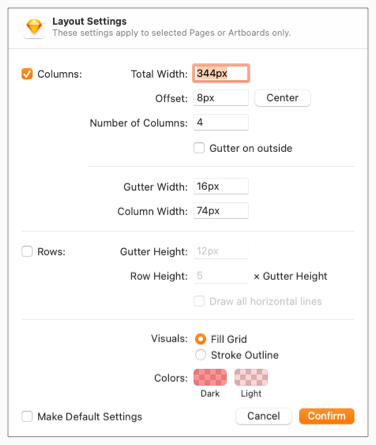 Layout Settings
These settings apply to selected Pages or Artboards only.
Columns: Total Width: 344px
Offset: 8px Center
Number of Columns: 4
Gutter on outside
Gutter Width: 16px
Column Width: 74px
Rows: Gutter Height: 12px
Row Height: 5 × Gutter Height
Draw all horizontal lines
Visuals: Fill Grid
Stroke Outline
Colors:
Dark Light
Make Default Settings Cancel Confirm